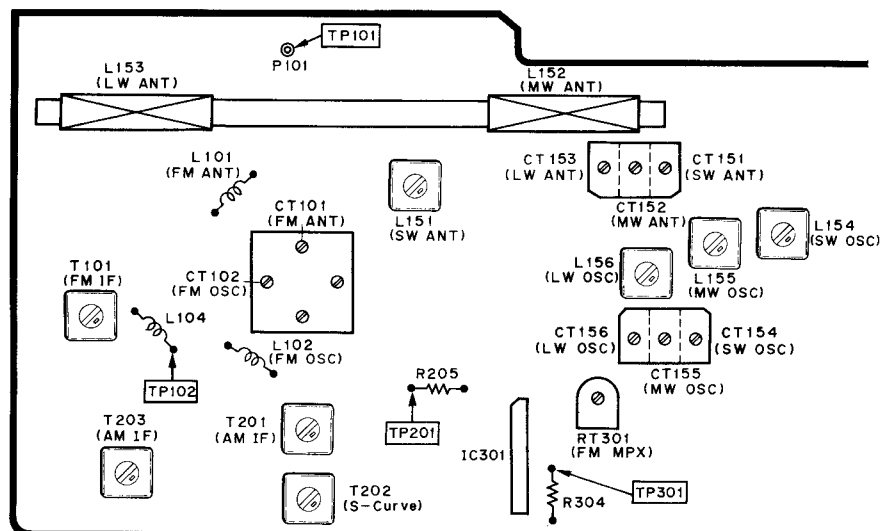 TP101
P101
L153
(LW ANT)
L152
(MW ANT)
L101
(FM ANT)
CT153
(LW ANT)
CT151
(SW ANT)
CT101
(FM ANT)
L151
(SW ANT)
CT152
(MW ANT)
L154
(SW OSC)
T101
(FM IF)
CT102
(FM OSC)
L156
(LW OSC)
L155
(MW OSC)
L104
L102
(FM OSC)
CT156
(LW OSC)
CT154
(SW OSC)
CT155
(MW OSC)
TP102
R205
T203
(AM IF)
T201
(AM IF)
TP201
RT301
(FM MPX)
IC301
T202
(S-Curve)
TP301
R304